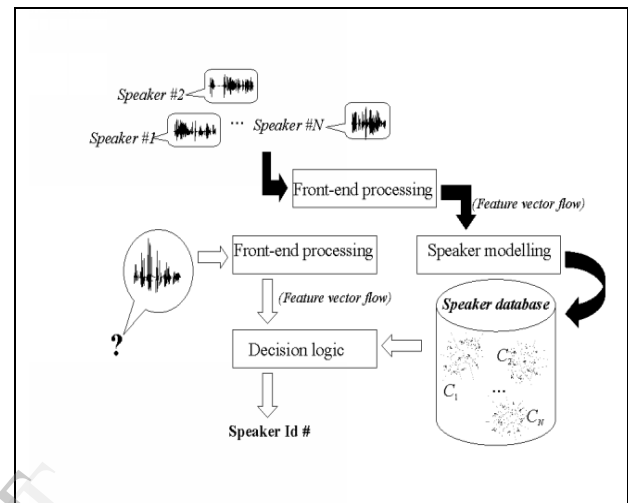 Speaker #2
Speaker #1
... Speaker #N
Front-end processing
(Feature vector flow)
Front-end processing
Speaker modelling
(Feature vector flow)
Speaker database
?
Decision logic
C2
C1
...
CN
Speaker Id #